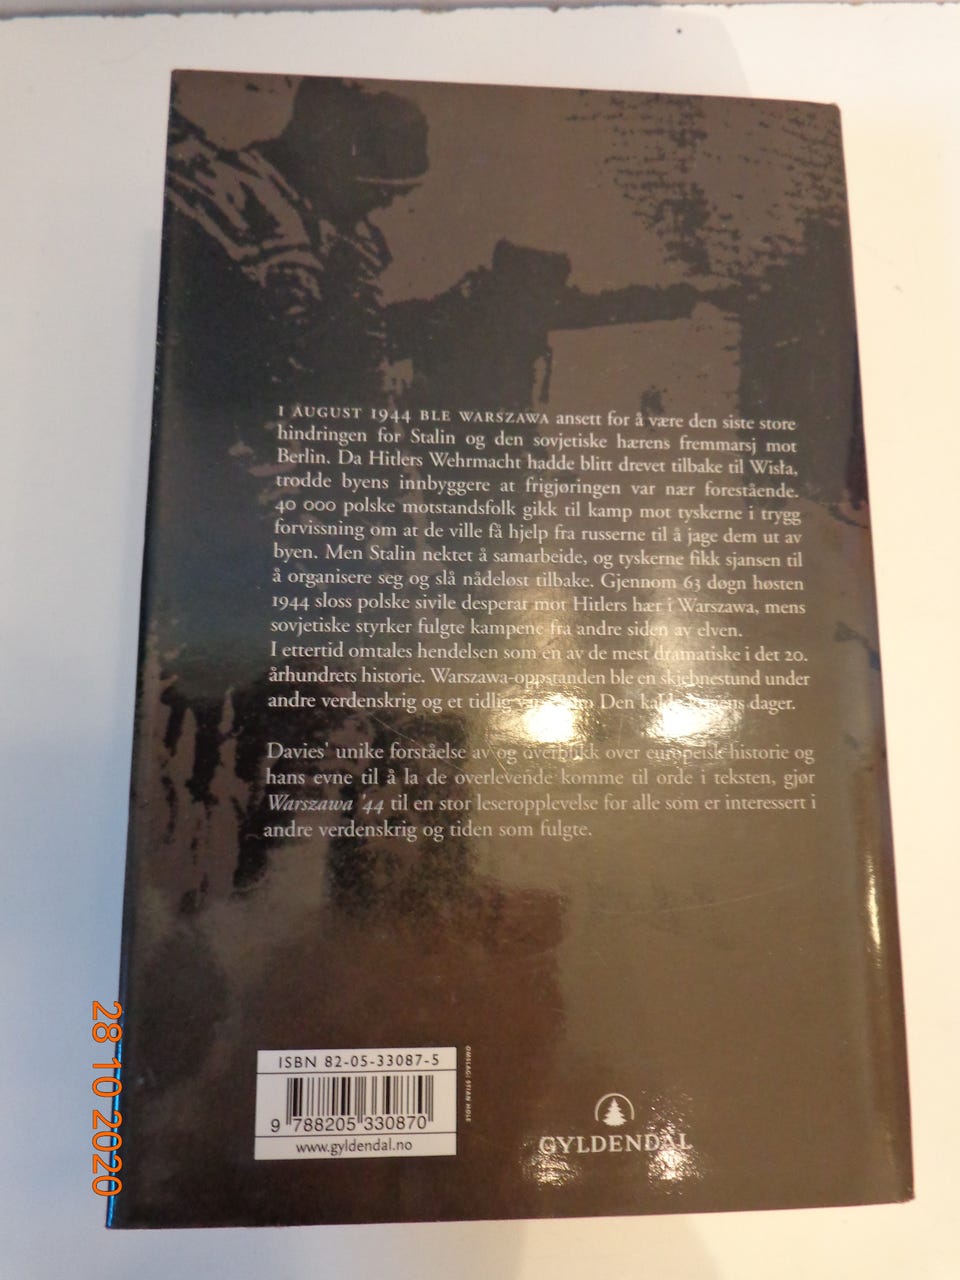 1 AUGUST 1944 BLE WARSZAWA ansett for å være den siste store
hindringen for Stalin og den sovjetiske hærens fremmarsj mot
Berlin. Da Hitlers Wehrmacht hadde blitt drevet tilbake til Wisła,
trodde byens innbyggere at frigjøringen var nær forestående.
40 000 polske motstandsfolk gikk til kamp mot tyskerne i trygg
forvissning om at de ville få hjelp fra russerne til å jage dem ut av
byen. Men Stalin nektet å samarbeide, og tyskerne fikk sjansen til
å organisere seg og slå nådeløst tilbake. Gjennom 63 døgn høsten
1944 sloss polske sivile desperat mot Hitlers hær i Warszawa, mens
sovjetiske styrker fulgte kampene fra andre siden av elven.
I ettertid omtales hendelsen som en av de mest dramatiske i det 20.
århundrets historie. Warszawa-oppstanden ble en skjebnestund under
andre verdenskrig og et tidlig Den kalde krigens dager.
Davies' unike forståelse av og overblikk over europeisk historie og
hans evne til å la de overlevende komme til orde i teksten, gjør
Warszawa '44 til en stor leseropplevelse for alle som er interessert i
andre verdenskrig og tiden som fulgte.
ISBN 82-05-33087-5
9 788205 330870
www.gyldendal.no
OMSLAG: STIAN HOLE
GYLDENDAL
28 10 2020